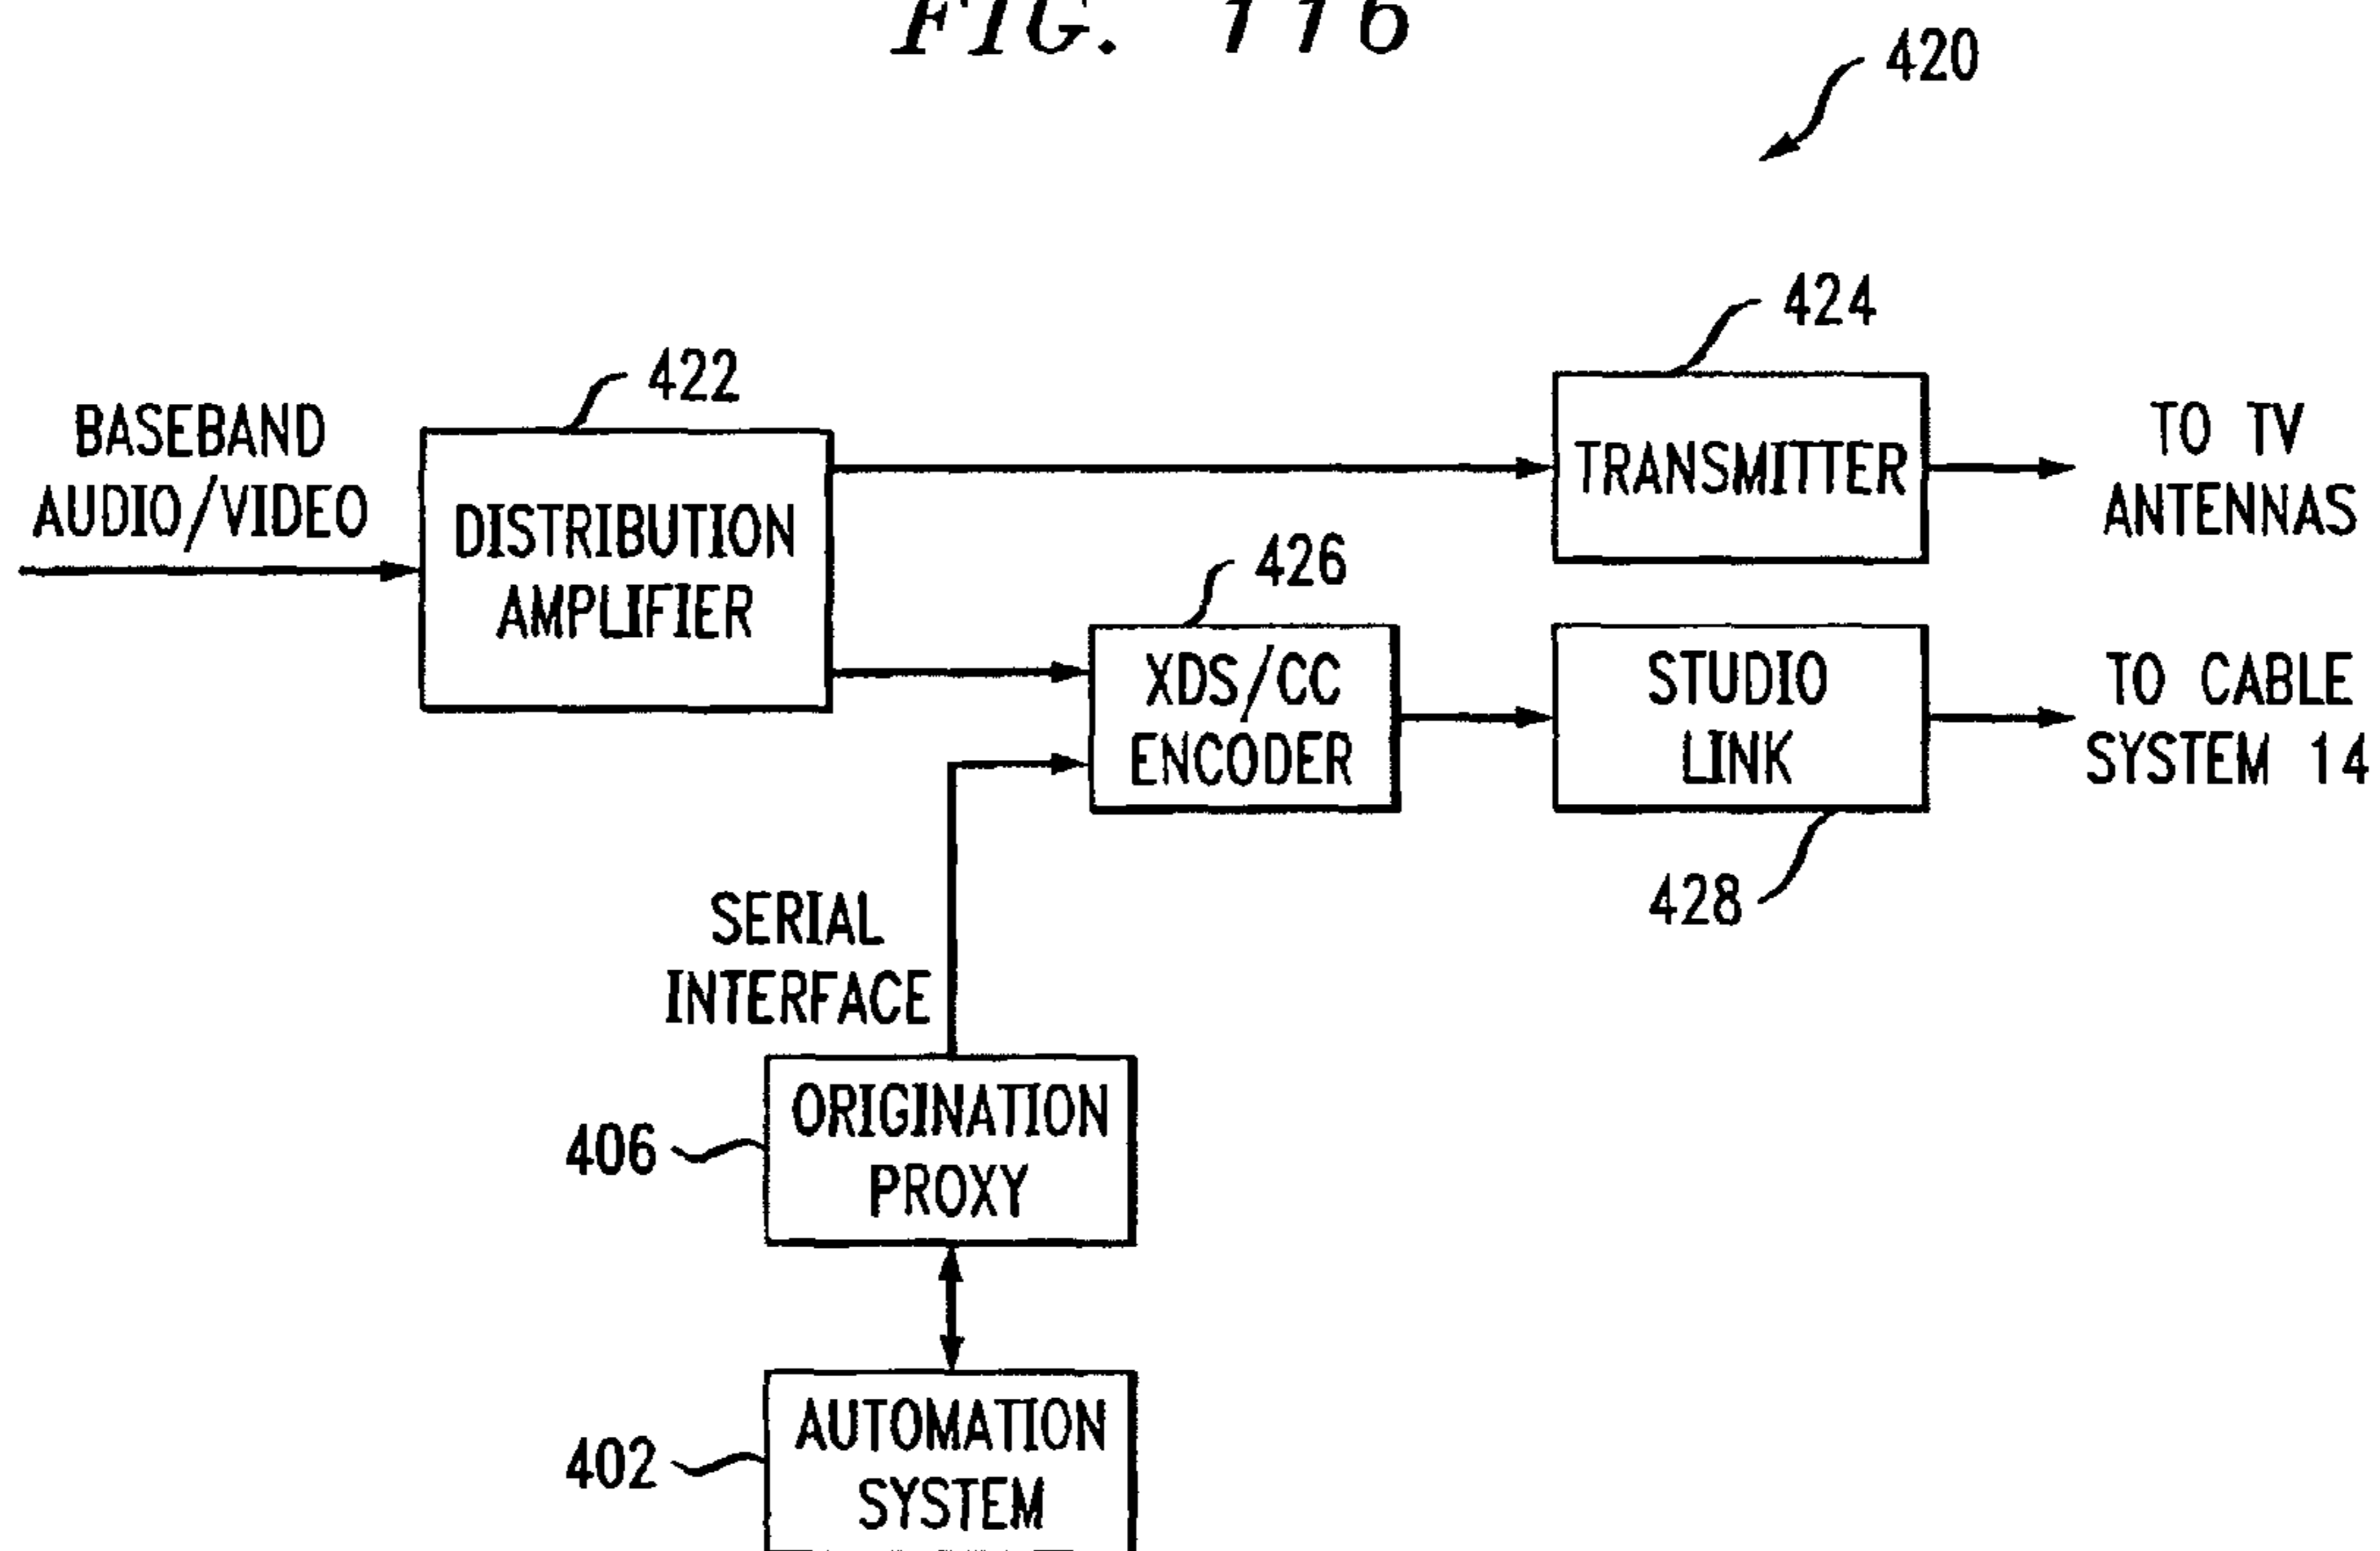 FIG. 116
420
424
422
BASEBAND
AUDIO/VIDEO
DISTRIBUTION
AMPLIFIER
TRANSMITTER
TO TV
ANTENNAS
426
XDS/CC
ENCODER
STUDIO
LINK
TO CABLE
SYSTEM 14
428
SERIAL
INTERFACE
406
ORIGINATION
PROXY
402
AUTOMATION
SYSTEM